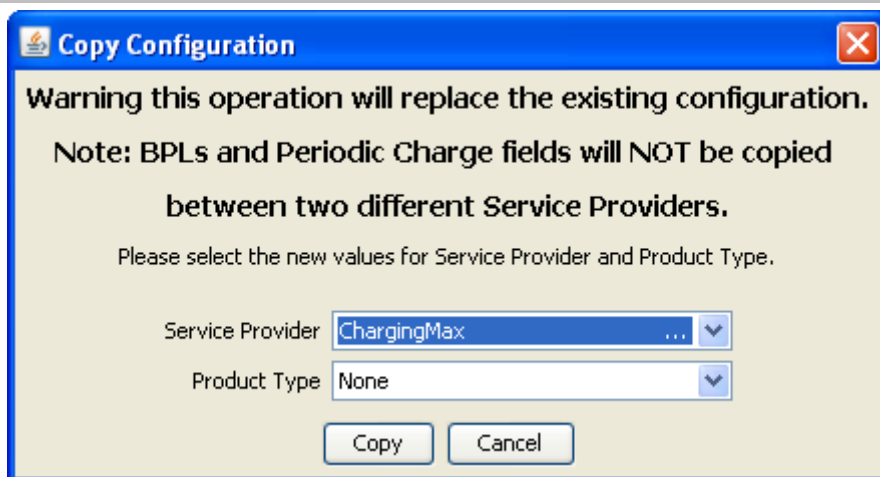 Copy Configuration
Warning this operation will replace the existing configuration.
Note: BPLs and Periodic Charge fields will NOT be copied
between two different Service Providers.
Please select the new values for Service Provider and Product Type.
Service Provider ChargingMax ...
Product Type None
Copy Cancel